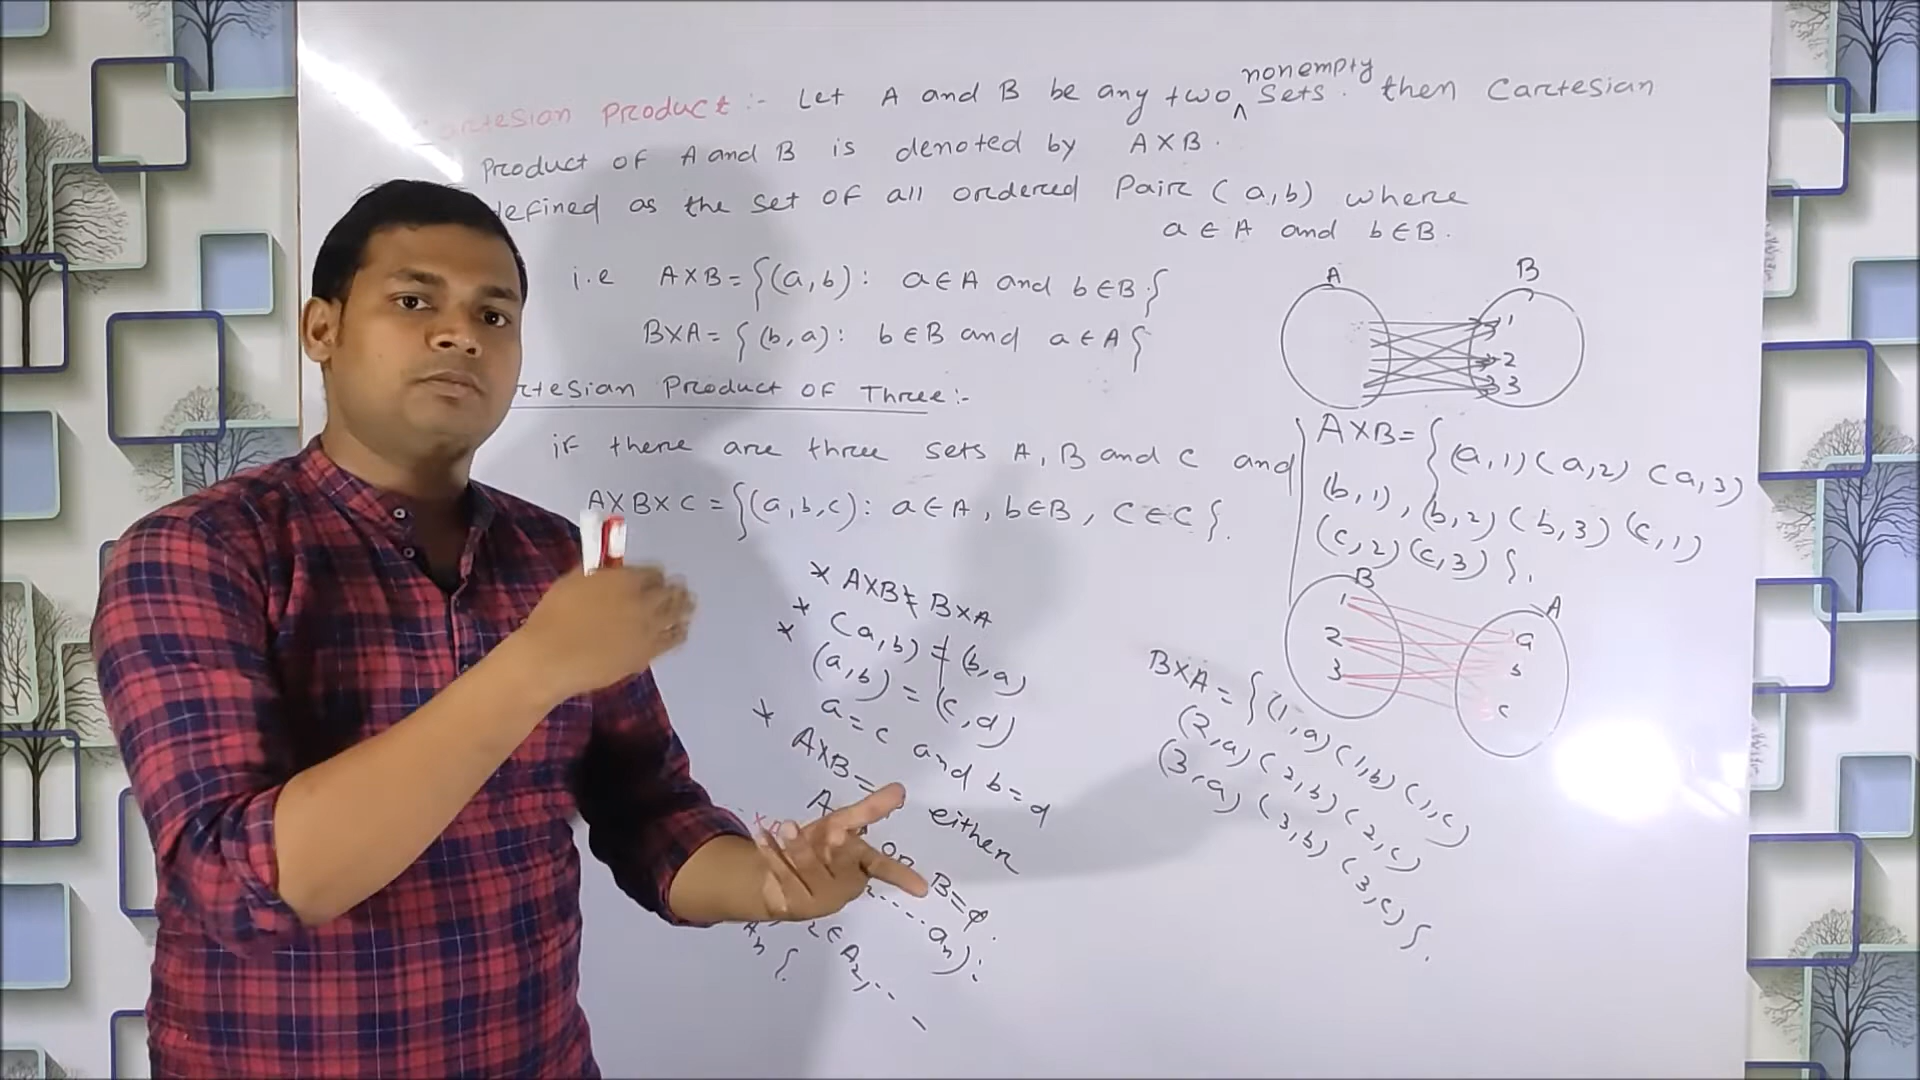 Cartesian Product :- Let A and B be any two ^ nonempty sets. then Cartesian
Product of A and B is denoted by A×B.
defined as the set of all ordered Pair (a,b) where
a∈A and b∈B.
i.e A×B = {(a,b) : a∈A and b∈B}
B×A = {(b,a) : b∈B and a∈A}
Product of Three :-
if there are three sets A, B and C and
A×B×C = {(a,b,c) : a∈A, b∈B, C∈C}.
* A×B ≠ B×A
* (a,b) ≠ (b,a)
* (a,b) = (c,d)
a=c and b=d
* A×B = either
A or B=φ.
an):
2∈A2, ...
A B
1
2
3
A×B = {(a,1) (a,2) (a,3)
(b,1), (b,2) (b,3) (c,1)
(c,2) (c,3)}.
B A
1 a
2 b
3 c
B×A = {(1,a) (1,b) (1,c)
(2,a) (2,b) (2,c)
(3,a) (3,b) (3,c)}.